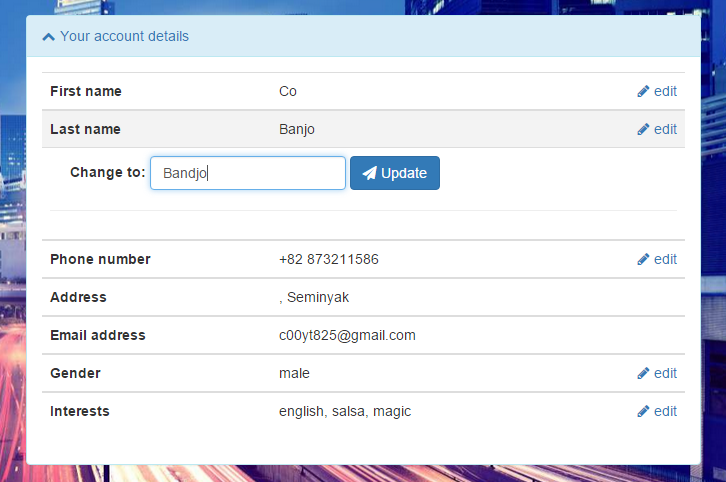 Your account details
First name Co edit
Last name Banjo edit
Change to: Bandjo Update
Phone number +82 873211586 edit
Address , Seminyak
Email address c00yt825@gmail.com
Gender male edit
Interests english, salsa, magic edit